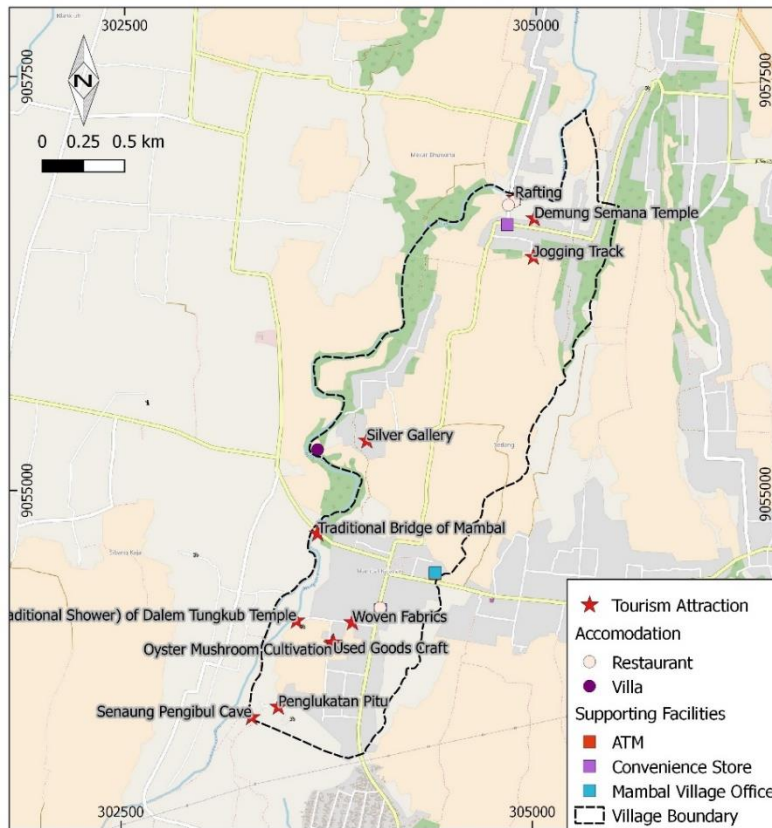 302500
305000
9057500
9057500
N
0 0.25 0.5 km
Rafting
Demung Semana Temple
Jogging Track
Silver Gallery
9055000
9055000
Traditional Bridge of Mambal
aditional Shower) of Dalem Tungkub Temple
Woven Fabrics
Oyster Mushroom Cultivation
Used Goods Craft
Penglukatan Pitu
Senaung Pengibul Cave
Tourism Attraction
Accomodation
Restaurant
Villa
Supporting Facilities
ATM
Convenience Store
Mambal Village Office
Village Boundary
302500
305000